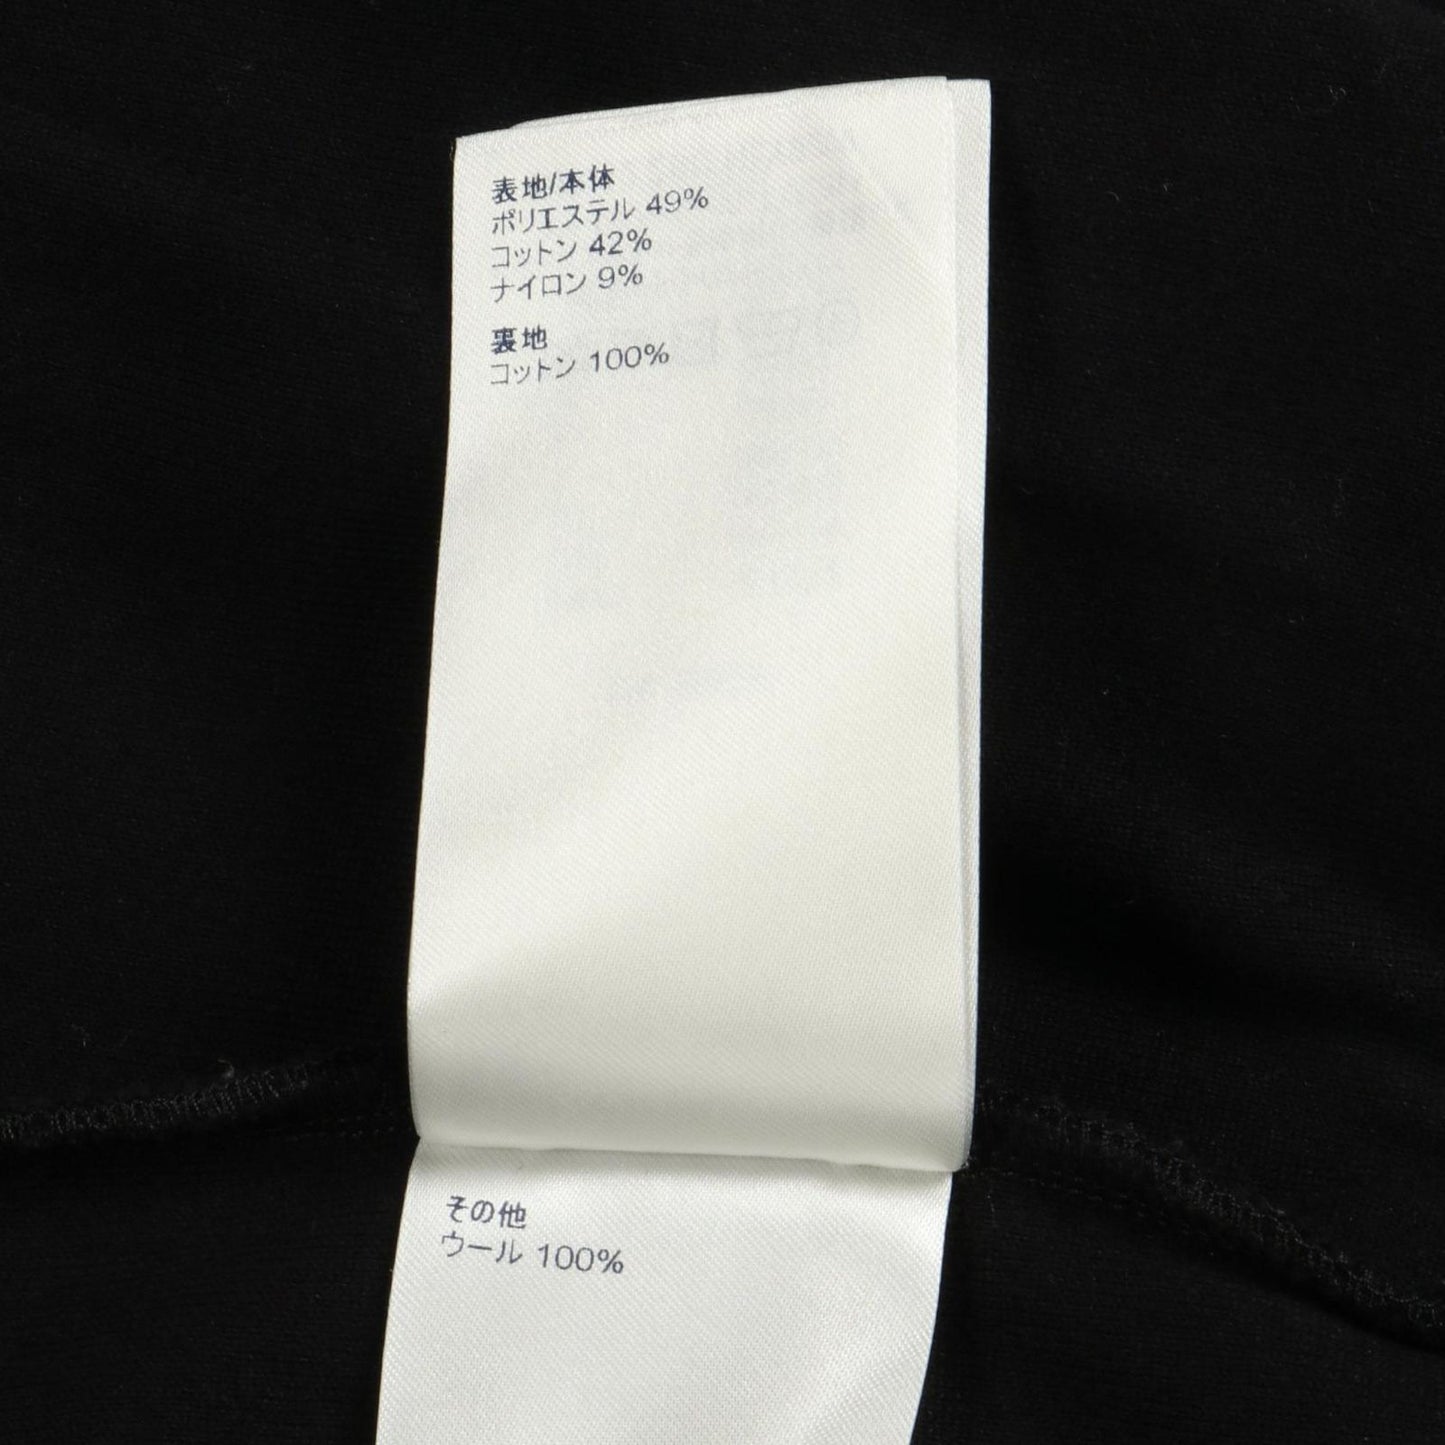 表地/本体
ポリエステル 49%
コットン 42%
ナイロン 9%
裏地
コットン 100%
その他
ウール 100%